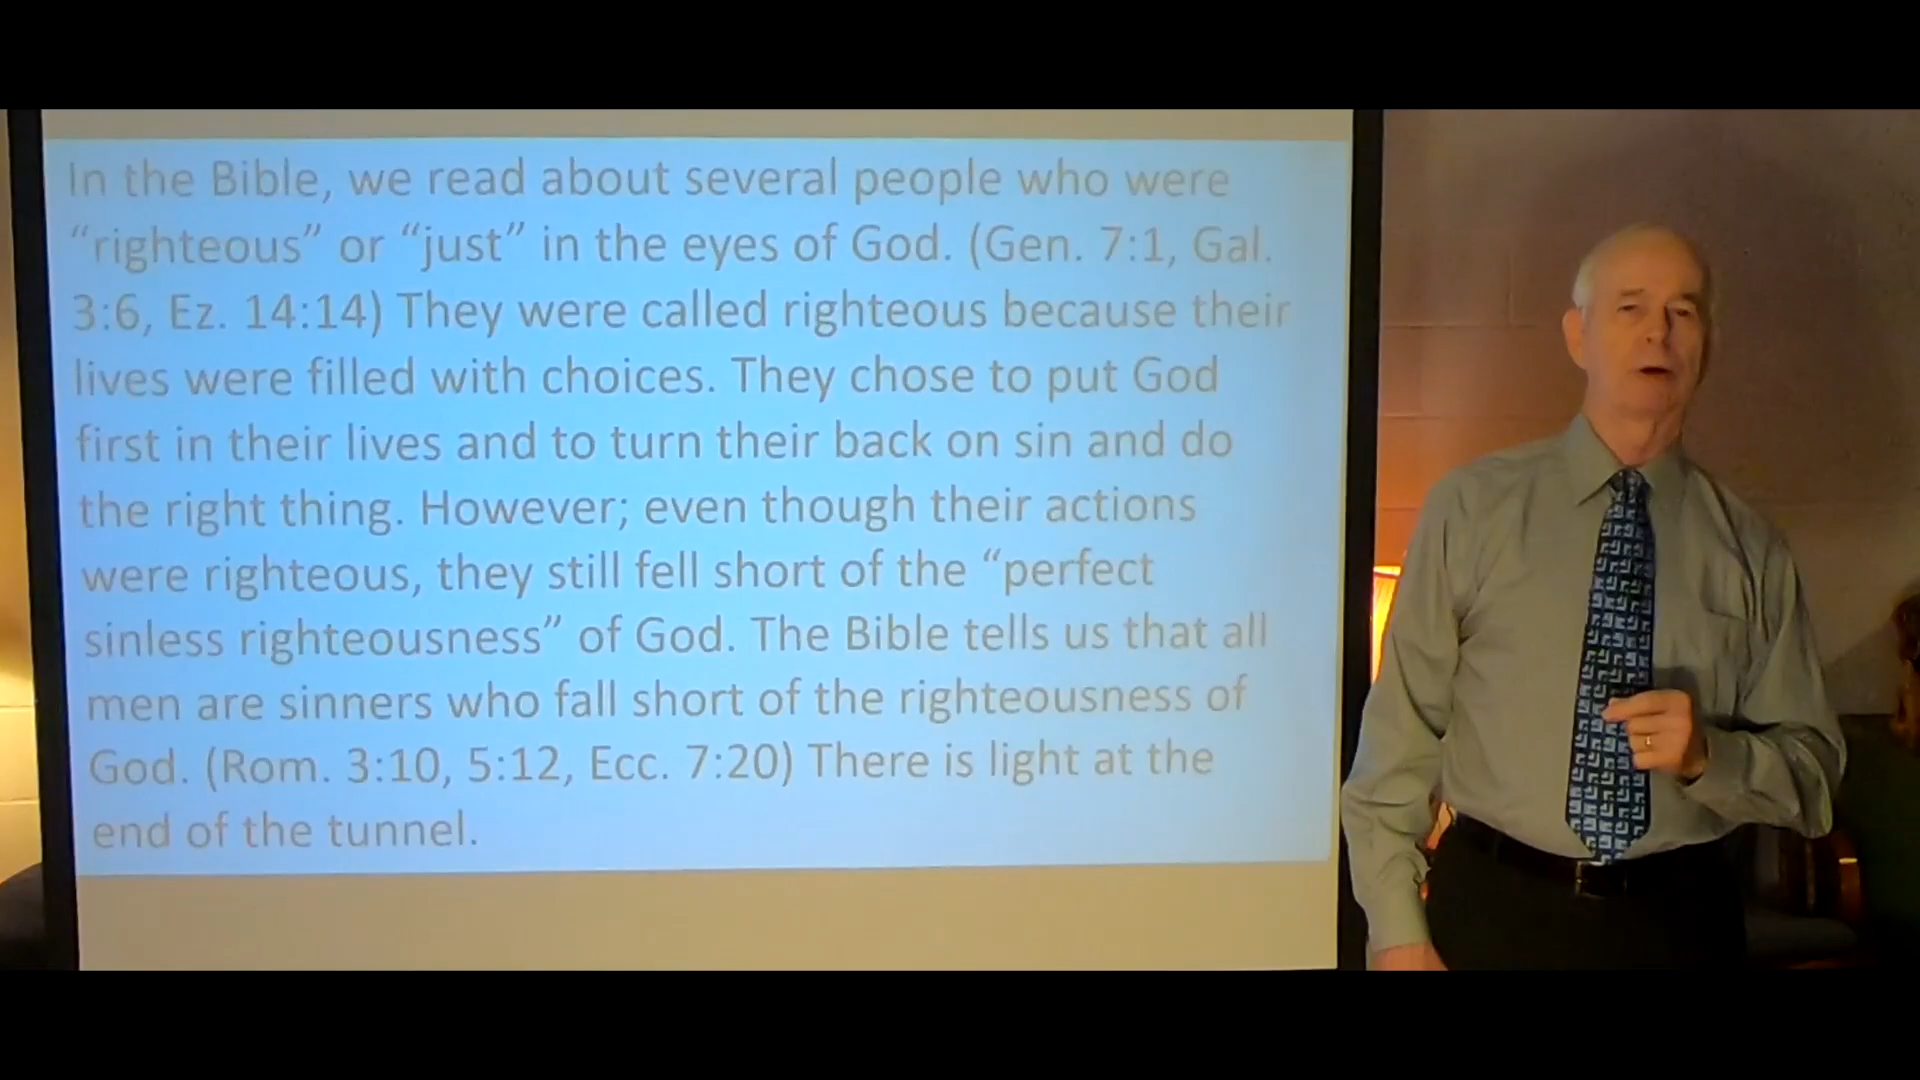 In the Bible, we read about several people who were
“righteous” or “just” in the eyes of God. (Gen. 7:1, Gal.
3:6, Ez. 14:14) They were called righteous because their
lives were filled with choices. They chose to put God
first in their lives and to turn their back on sin and do
the right thing. However; even though their actions
were righteous, they still fell short of the “perfect
sinless righteousness” of God. The Bible tells us that all
men are sinners who fall short of the righteousness of
God. (Rom. 3:10, 5:12, Ecc. 7:20) There is light at the
end of the tunnel.